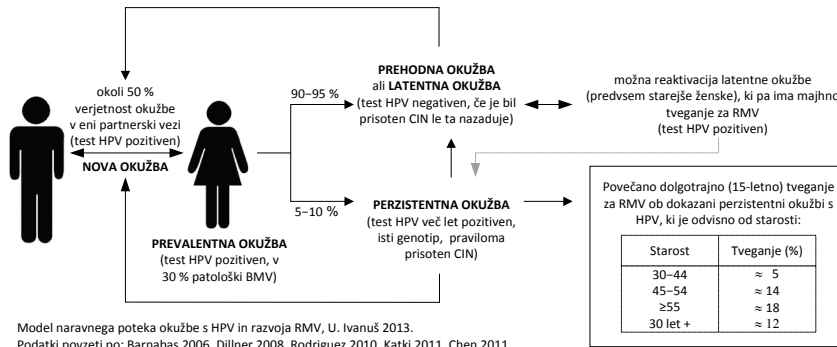 okoli 50 %
verjetnost okužbe
v eni partnerski vezi
(test HPV pozitiven)
NOVA OKUŽBA
PREVALENTNA OKUŽBA
(test HPV pozitiven, v
30 % patološki BMV)
90–95 %
5–10 %
PREHODNA OKUŽBA
ali LATENTNA OKUŽBA
(test HPV negativen, če je bil
prisoten CIN le ta nazaduje)
PERZISTENTNA OKUŽBA
(test HPV več let pozitiven,
isti genotip, praviloma
prisoten CIN)
možna reaktivacija latentne okužbe
(predvsem starejše ženske), ki pa ima majhno
tveganje za RMV
(test HPV pozitiven)
Povečano dolgotrajno (15-letno) tveganje
za RMV ob dokazani perzistentni okužbi s
HPV, ki je odvisno od starosti:
Starost Tveganje (%)
30–44 ≈ 5
45–54 ≈ 14
≥55 ≈ 18
30 let + ≈ 12
Model naravnega poteka okužbe s HPV in razvoja RMV, U. Ivanuš 2013.
Podatki povzeti po: Barnabas 2006, Dillner 2008, Rodriguez 2010, Katki 2011, Chen 2011